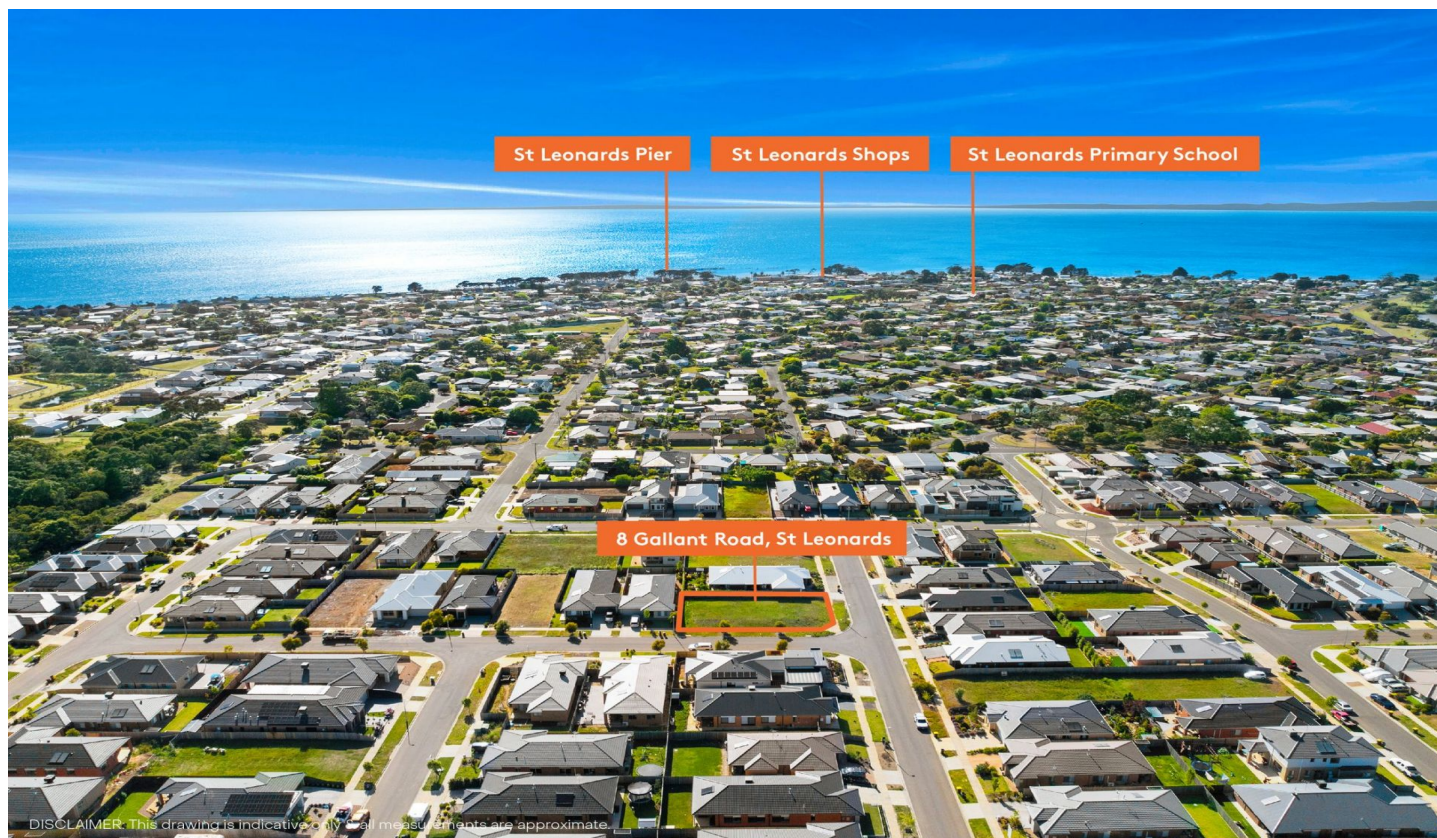 St Leonards Pier
St Leonards Shops
St Leonards Primary School
8 Gallant Road, St Leonards
DISCLAIMER: This drawing is indicative only & all measurements are approximate.